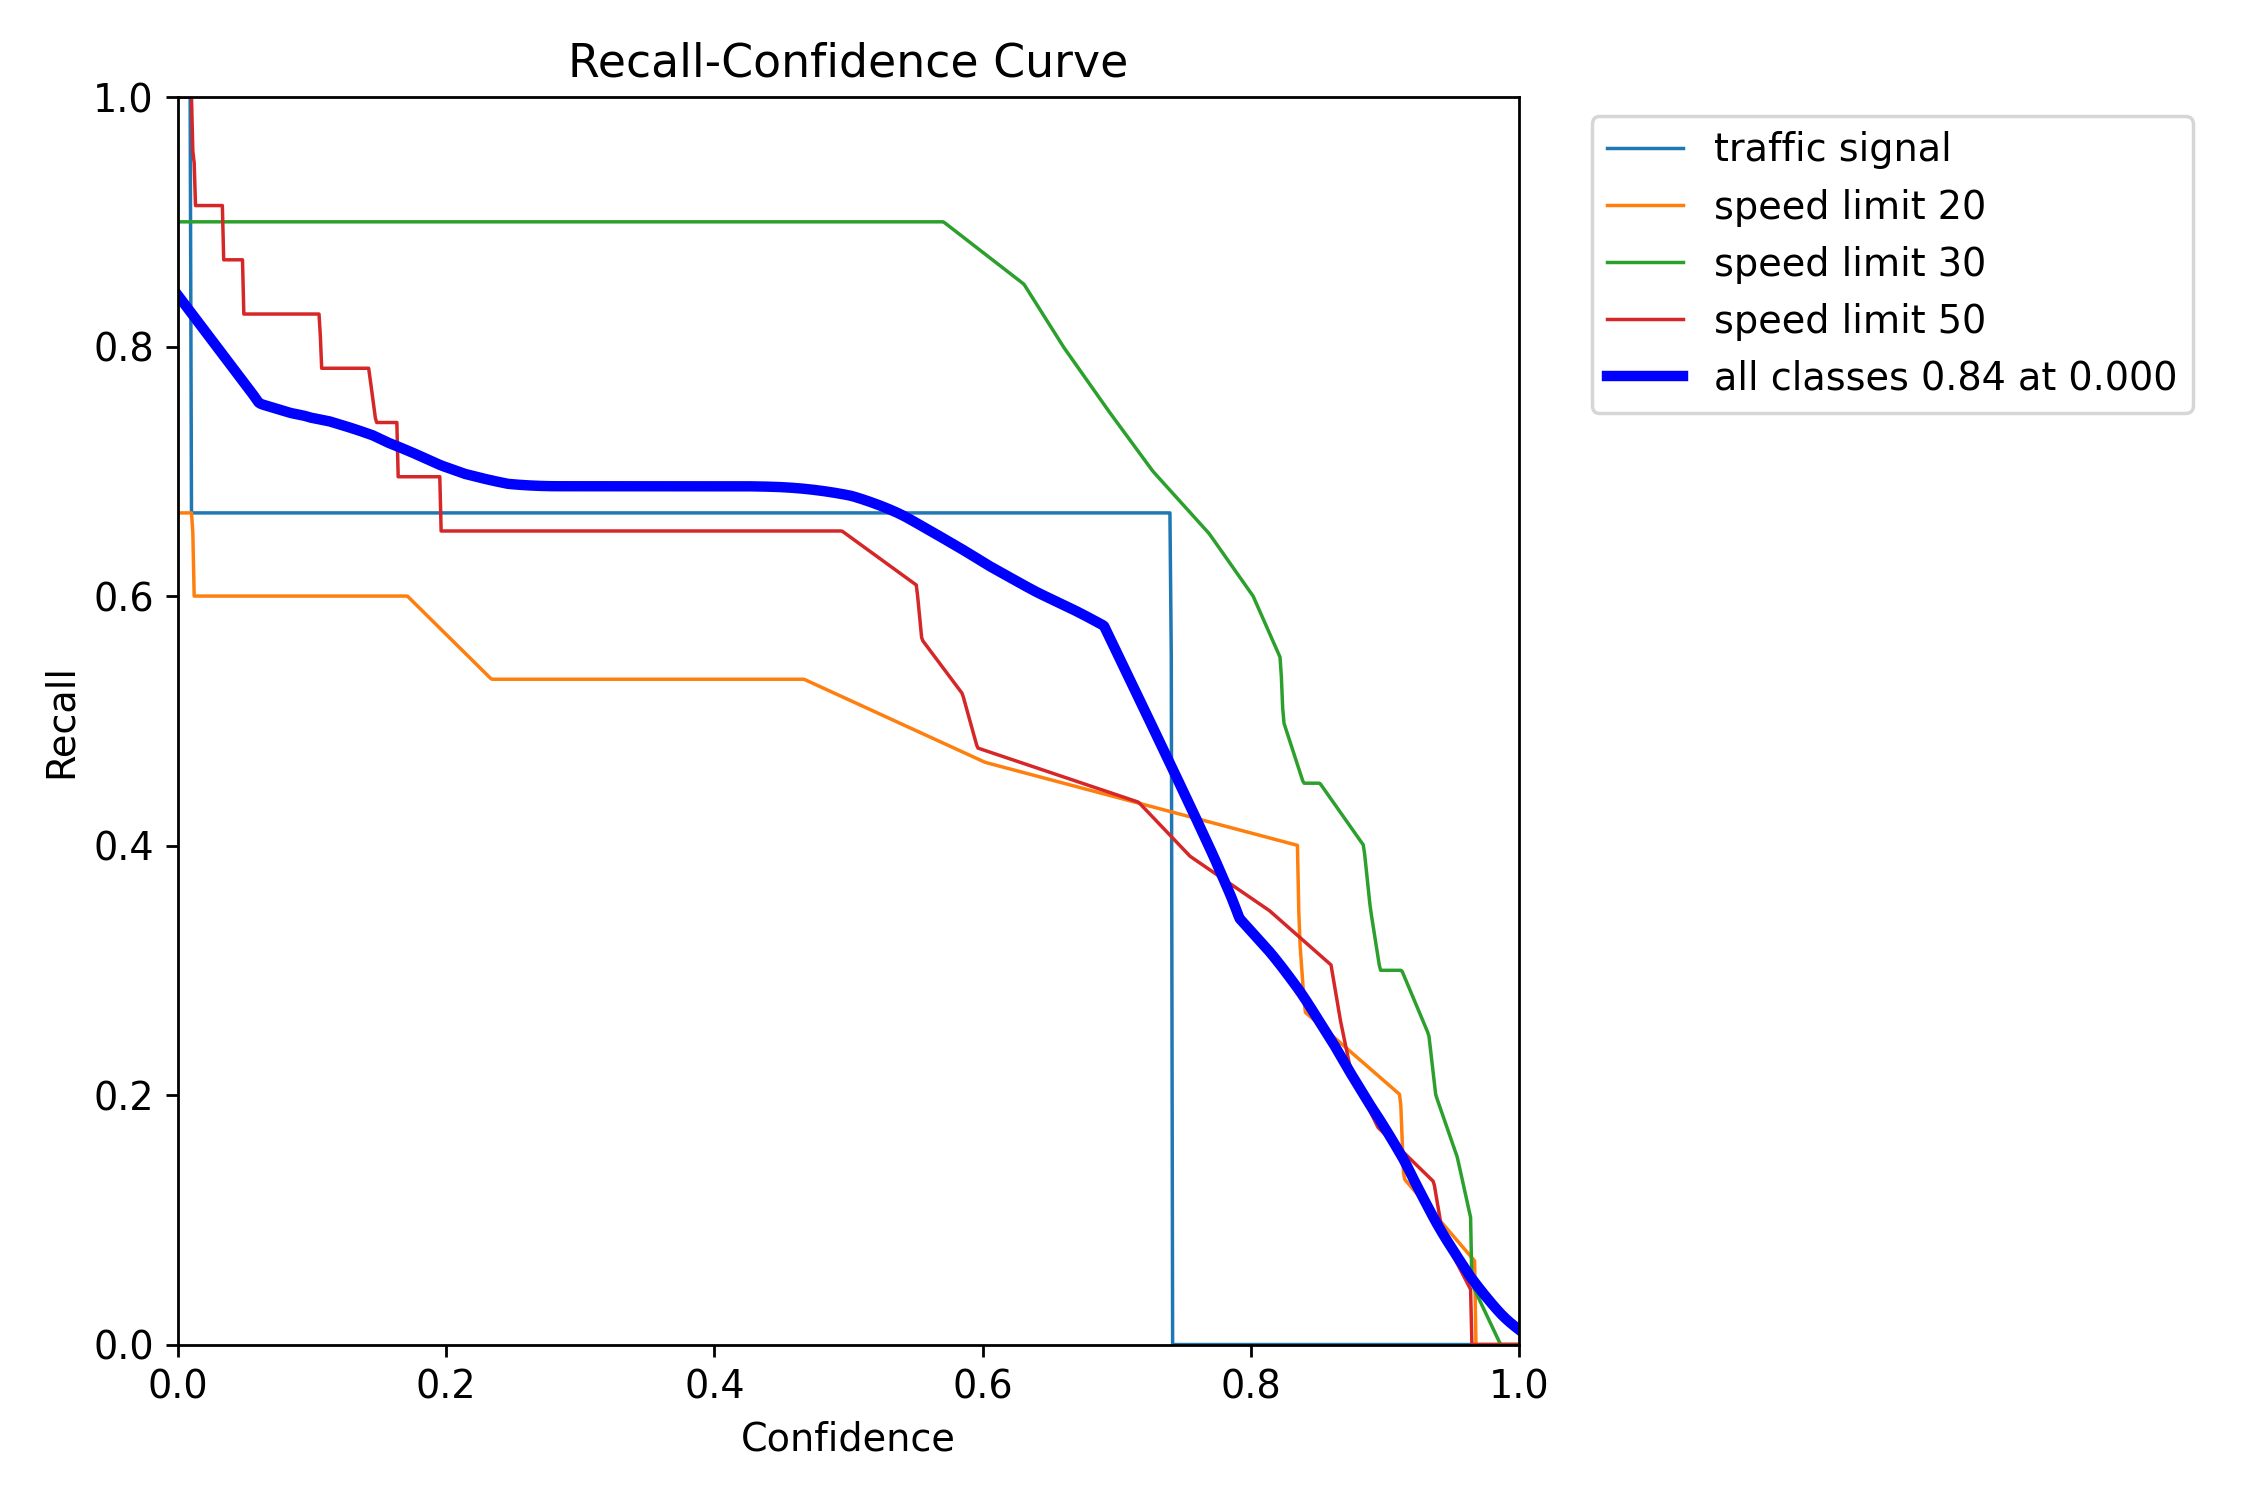 Recall-Confidence Curve
1.0
0.8
0.6
0.4
0.2
0.0
Recall
0.0 0.2 0.4 0.6 0.8 1.0
Confidence
traffic signal
speed limit 20
speed limit 30
speed limit 50
all classes 0.84 at 0.000